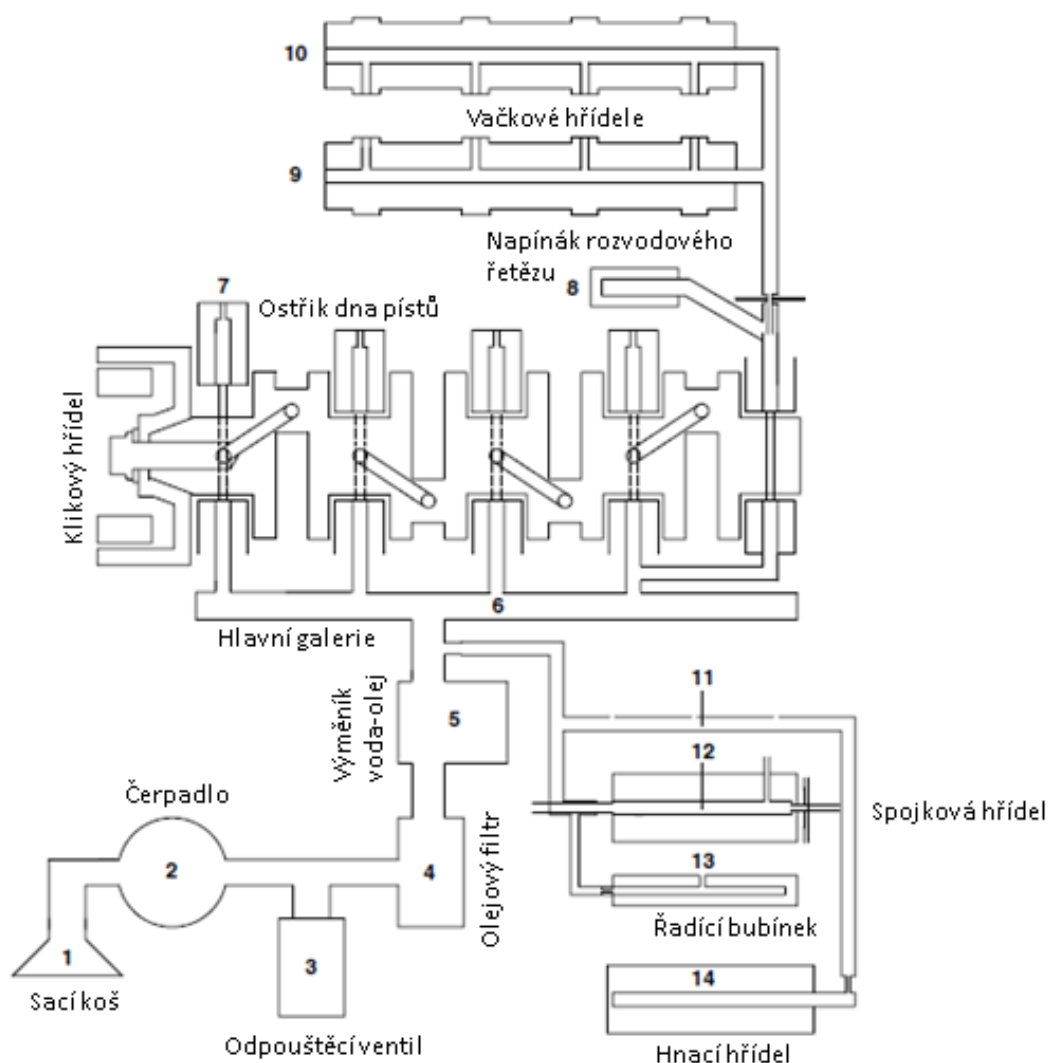 10
Vačkové hřídele
9
Napínák rozvodového
řetězu
8
7
Ostřik dna pístů
Klikový hřídel
6
Hlavní galerie
Výměník
voda-olej
5
11
12
Spojková hřídel
Čerpadlo
2
4
Olejový filtr
13
Řadící bubínek
1
Sací koš
3
Odpouštěcí ventil
14
Hnací hřídel